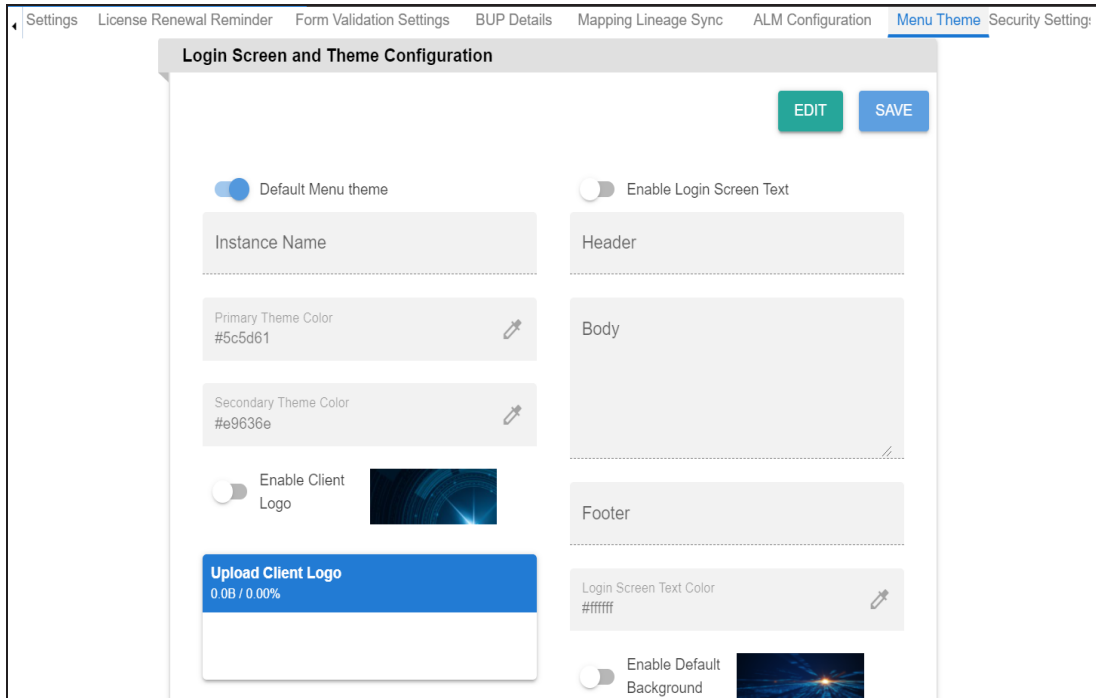 Settings License Renewal Reminder Form Validation Settings BUP Details Mapping Lineage Sync ALM Configuration Menu Theme Security Settings
Login Screen and Theme Configuration
EDIT SAVE
Default Menu theme
Instance Name
Primary Theme Color
#5c5d61
Secondary Theme Color
#e9636e
Enable Client
Logo
Upload Client Logo
0.0B / 0.00%
Enable Login Screen Text
Header
Body
Footer
Login Screen Text Color
#ffffff
Enable Default
Background